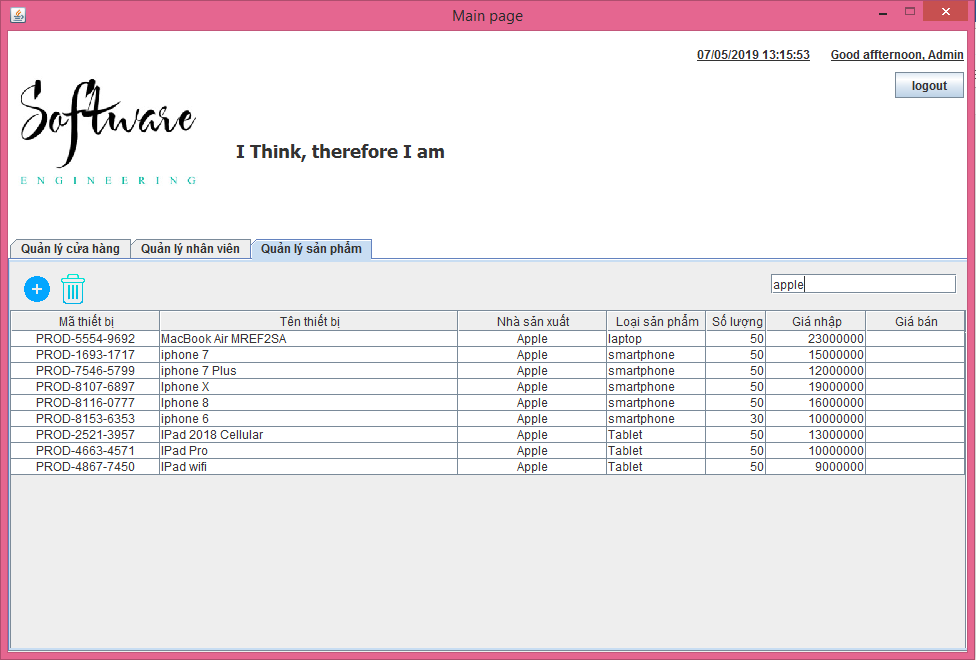 Main page
07/05/2019 13:15:53 Good affternoon, Admin
logout
Software
ENGINEERING
I Think, therefore I am
Quản lý cửa hàng Quản lý nhân viên Quản lý sản phẩm
apple
Mã thiết bị Tên thiết bị Nhà sản xuất Loại sản phẩm Số lượng Giá nhập Giá bán
PROD-5554-9692 MacBook Air MREF2SA Apple laptop 50 23000000
PROD-1693-1717 iphone 7 Apple smartphone 50 15000000
PROD-7546-5799 iphone 7 Plus Apple smartphone 50 12000000
PROD-8107-6897 Iphone X Apple smartphone 50 19000000
PROD-8116-0777 Iphone 8 Apple smartphone 50 16000000
PROD-8153-6353 iphone 6 Apple smartphone 30 10000000
PROD-2521-3957 IPad 2018 Cellular Apple Tablet 50 13000000
PROD-4663-4571 IPad Pro Apple Tablet 50 10000000
PROD-4867-7450 IPad wifi Apple Tablet 50 9000000